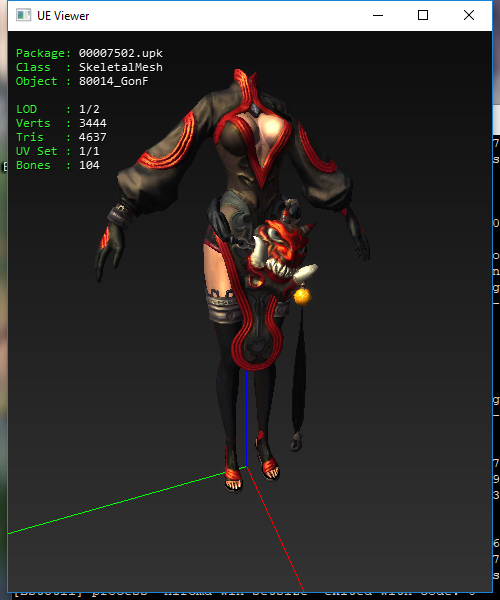 UE Viewer
Package: 00007502.upk
Class : SkeletalMesh
Object : 80014_GonF
LOD : 1/2
Verts : 3444
Tris : 4637
UV Set : 1/1
Bones : 104